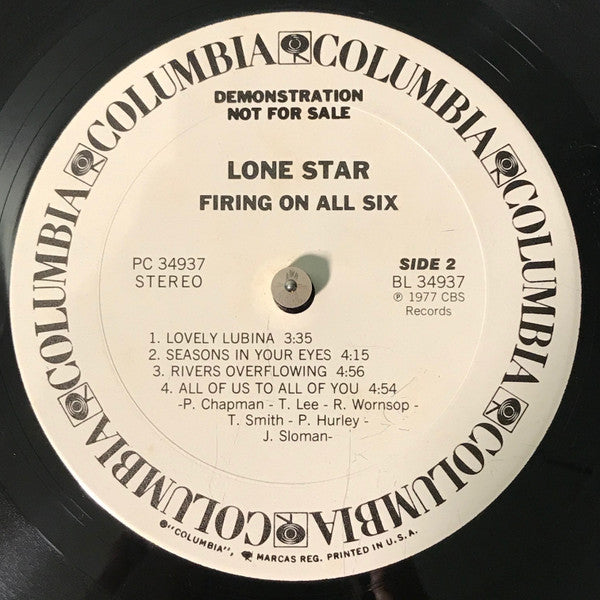 COLUMBIA COLUMBIA COLUMBIA COLUMBIA COLUMBIA COLUMBIA COLUMBIA COLUMBIA
DEMONSTRATION
NOT FOR SALE
LONE STAR
FIRING ON ALL SIX
PC 34937
STEREO
SIDE 2
BL 34937
℗ 1977 CBS
Records
1. LOVELY LUBINA 3:35
2. SEASONS IN YOUR EYES 4:15
3. RIVERS OVERFLOWING 4:56
4. ALL OF US TO ALL OF YOU 4:54
-P. Chapman - T. Lee - R. Wornsop -
T. Smith - P. Hurley -
J. Sloman-
® "COLUMBIA", MARCAS REG. PRINTED IN U.S.A.